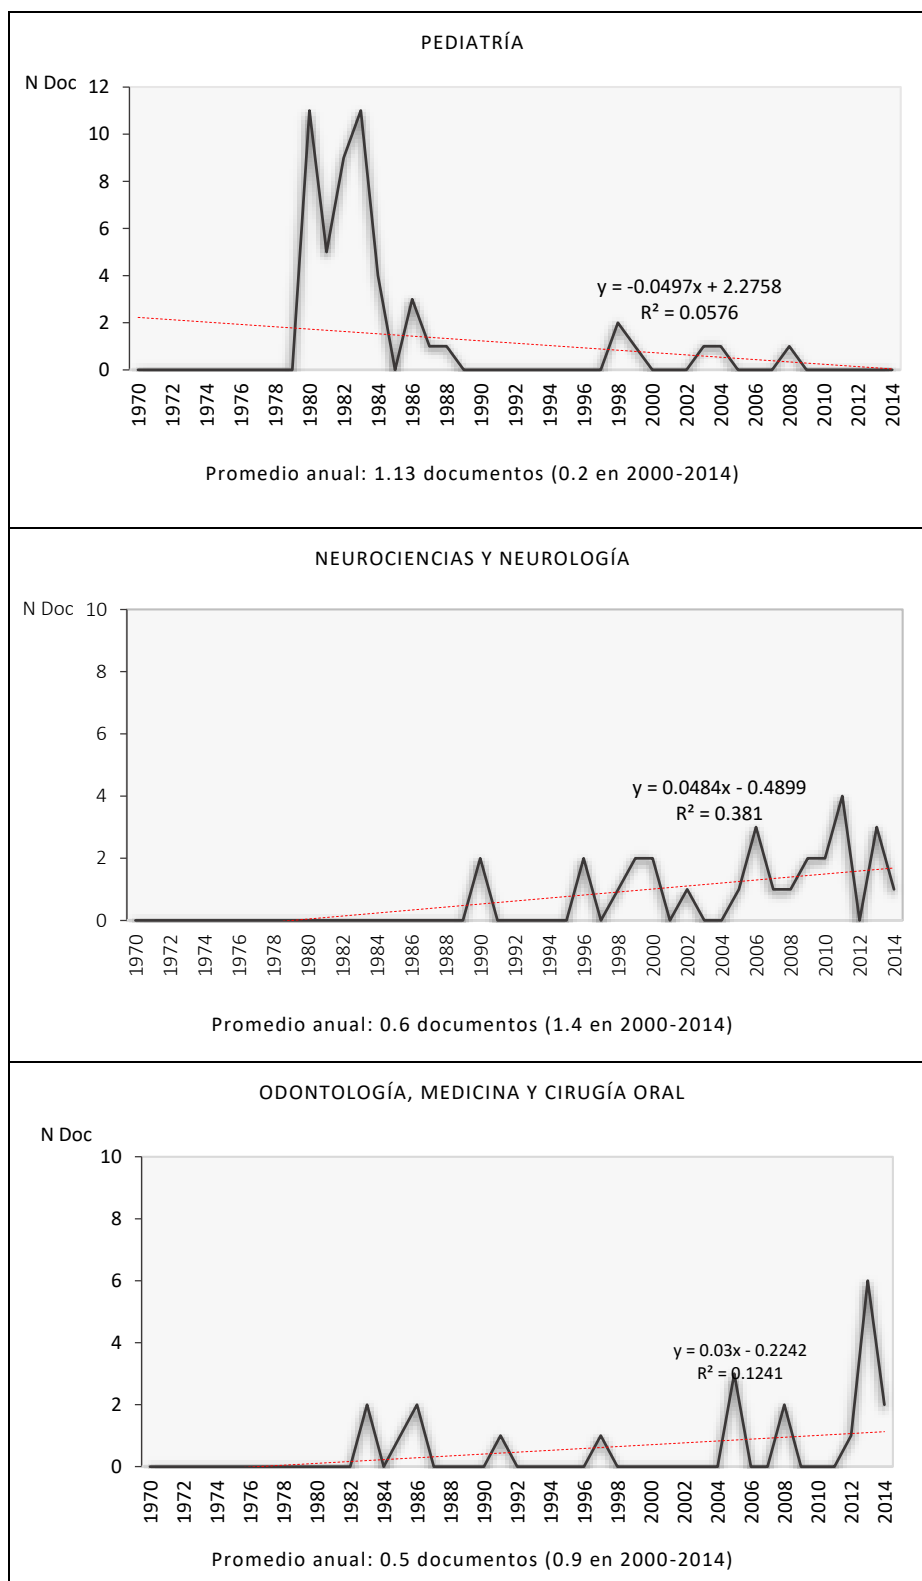 PEDIATRÍA
N Doc
12
10
8
6
4
2
0
y = -0.0497x + 2.2758
R² = 0.0576
1970 1972 1974 1976 1978 1980 1982 1984 1986 1988 1990 1992 1994 1996 1998 2000 2002 2004 2006 2008 2010 2012 2014
Promedio anual: 1.13 documentos (0.2 en 2000-2014)
NEUROCIENCIAS Y NEUROLOGÍA
N Doc
10
8
6
4
2
0
y = 0.0484x - 0.4899
R² = 0.381
1970 1972 1974 1976 1978 1980 1982 1984 1986 1988 1990 1992 1994 1996 1998 2000 2002 2004 2006 2008 2010 2012 2014
Promedio anual: 0.6 documentos (1.4 en 2000-2014)
ODONTOLOGÍA, MEDICINA Y CIRUGÍA ORAL
N Doc
10
8
6
4
2
0
y = 0.03x - 0.2242
R² = 0.1241
1970 1972 1974 1976 1978 1980 1982 1984 1986 1988 1990 1992 1994 1996 1998 2000 2002 2004 2006 2008 2010 2012 2014
Promedio anual: 0.5 documentos (0.9 en 2000-2014)